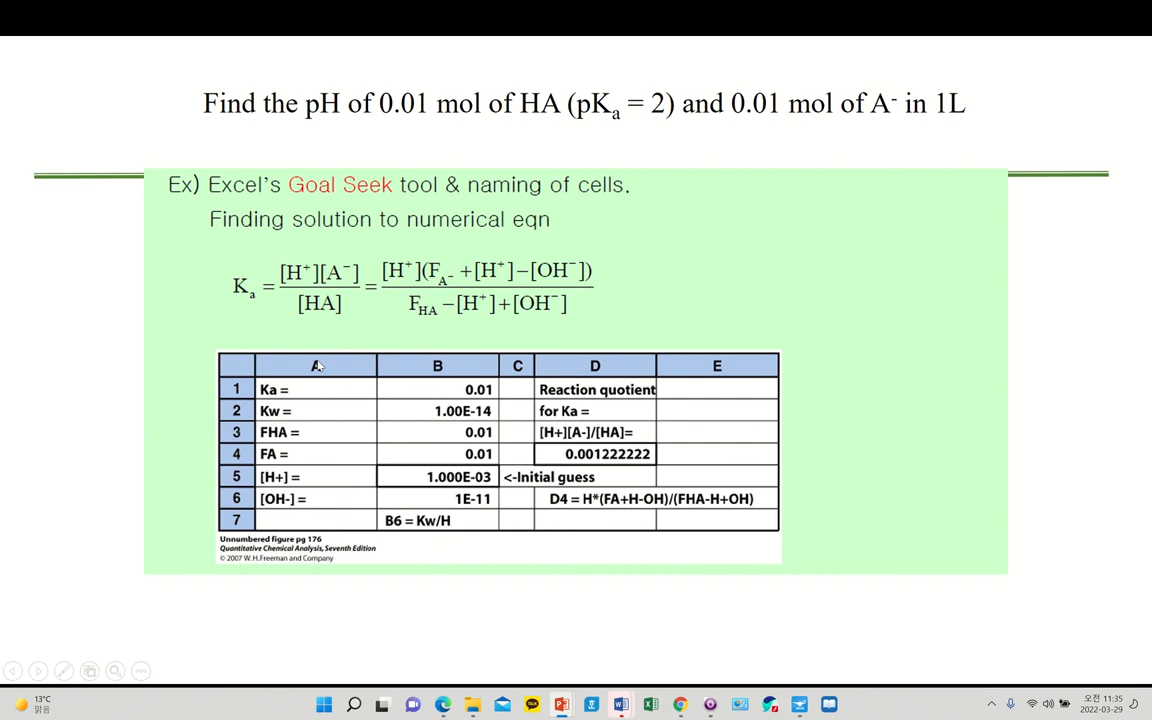 Find the pH of 0.01 mol of HA (pKa = 2) and 0.01 mol of A- in 1L
Ex) Excel's Goal Seek tool & naming of cells.
Finding solution to numerical eqn
Ka = [H+][A−]/[HA] = [H+](FA- +[H+]−[OH−])/FHA −[H+]+[OH−]
A B C D E
1 Ka = 0.01 Reaction quotient
2 Kw = 1.00E-14 for Ka =
3 FHA = 0.01 [H+][A-]/[HA]=
4 FA = 0.01 0.001222222
5 [H+] = 1.000E-03 <-Initial guess
6 [OH-] = 1E-11 D4 = H*(FA+H-OH)/(FHA-H+OH)
7 B6 = Kw/H
Unnumbered figure pg 176
Quantitative Chemical Analysis, Seventh Edition
© 2007 W.H.Freeman and Company
13°C
맑음
오전 11:35
2022-03-29